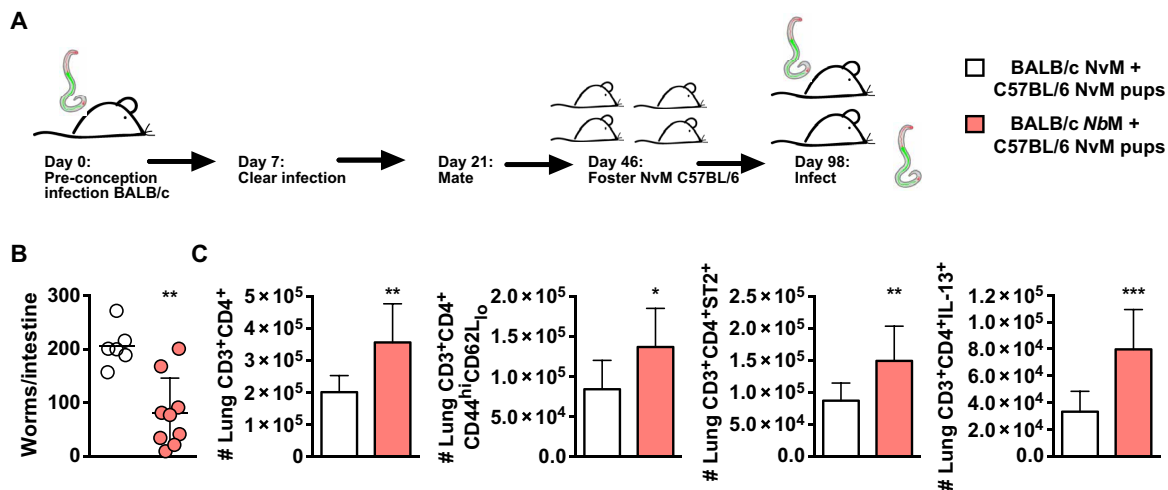 A
Day 0:
Pre-conception
infection BALB/c
Day 7:
Clear infection
Day 21:
Mate
Day 46:
Foster NvM C57BL/6
Day 98:
Infect
BALB/c NvM +
C57BL/6 NvM pups
BALB/c NbM +
C57BL/6 NvM pups
B
Worms/intestine
300
200
100
0
**
C
# Lung CD3⁺CD4⁺
5 × 10⁵
4 × 10⁵
3 × 10⁵
2 × 10⁵
1 × 10⁵
0
**
# Lung CD3⁺CD4⁺
CD44ʰⁱCD62L_lo
2.0 × 10⁵
1.5 × 10⁵
1.0 × 10⁵
5.0 × 10⁴
0.0
*
# Lung CD3⁺CD4⁺ST2⁺
2.5 × 10⁵
2.0 × 10⁵
1.5 × 10⁵
1.0 × 10⁵
5.0 × 10⁴
0.0
**
# Lung CD3⁺CD4⁺IL-13⁺
1.2 × 10⁵
1.0 × 10⁵
8.0 × 10⁴
6.0 × 10⁴
4.0 × 10⁴
2.0 × 10⁴
0.0
***